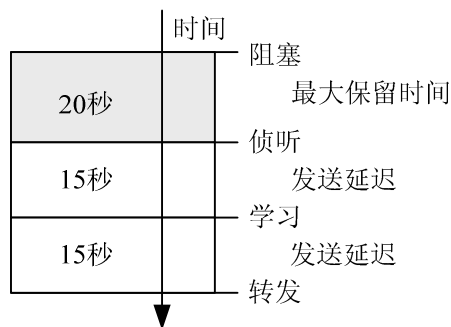 时间
阻塞
最大保留时间
20秒
侦听
15秒
发送延迟
学习
15秒
发送延迟
转发